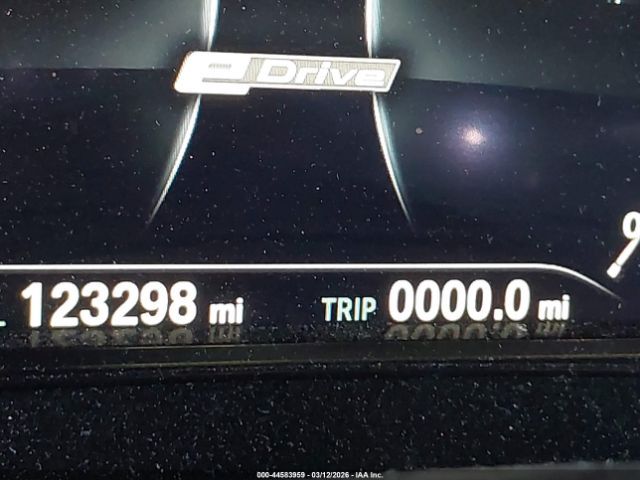 eDrive
123298 mi TRIP 0000.0 mi
000-44583959 - 03/12/2026 - IAA Inc.